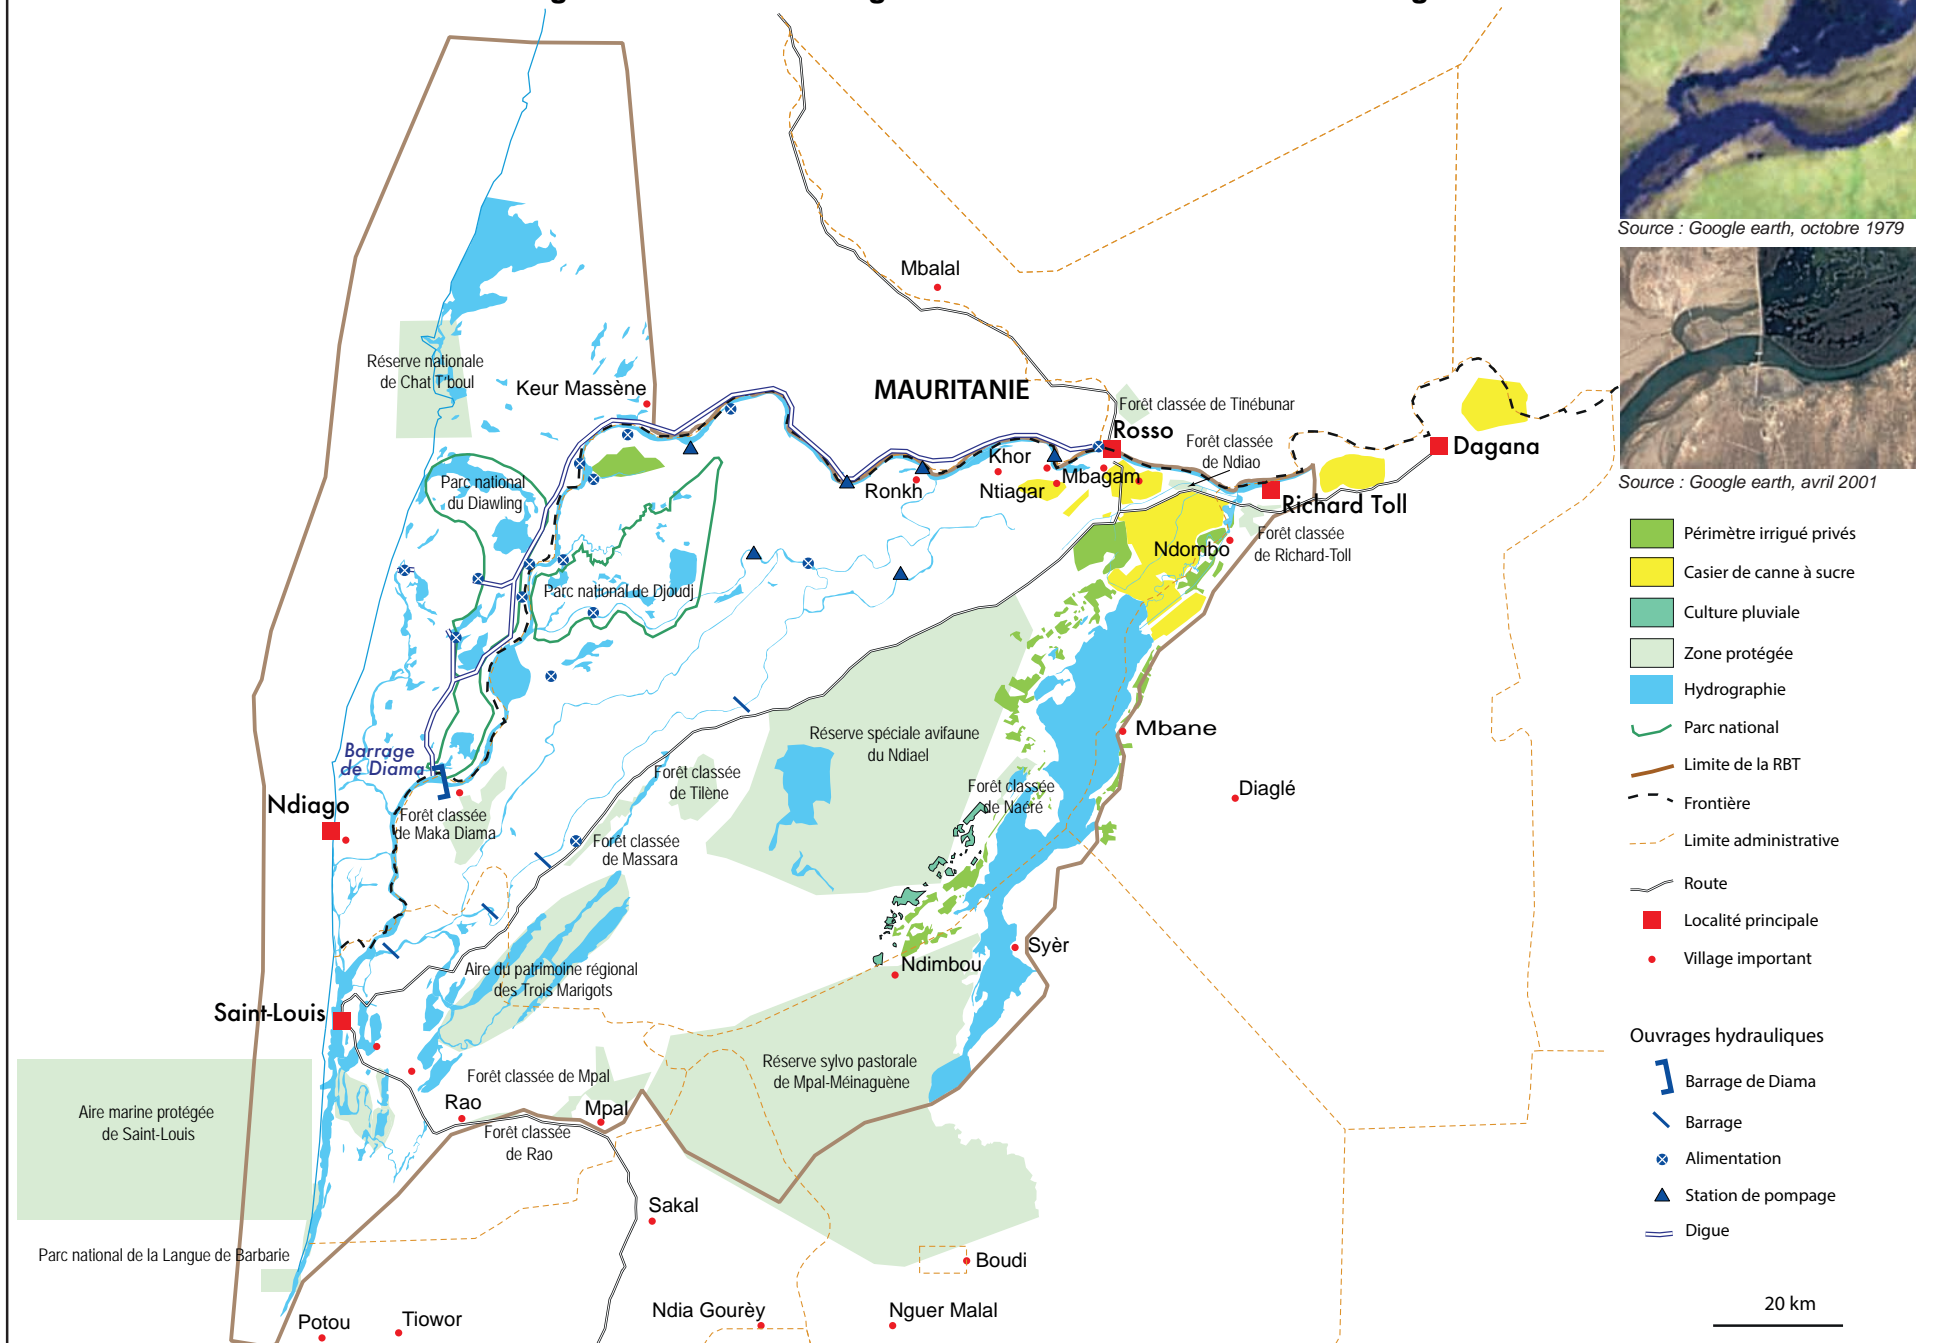 Source : Google earth, octobre 1979
Source : Google earth, avril 2001
Mbalal
Réserve nationale
de Chat T'boul
Keur Massène
MAURITANIE
Forêt classée de Tinébunar
Rosso
Forêt classée
de Ndiao
Dagana
Khor
Mbagam
Ronkh
Ntiagar
Richard Toll
Parc national
du Diawling
Forêt classée
de Richard-Toll
Ndombo
Parc national de Djoudj
Réserve spéciale avifaune
du Ndiael
Mbane
Barrage
de Diama
Forêt classée
de Tilène
Forêt classée
de Naéré
Diaglé
Ndiago
Forêt classée
de Maka Diama
Forêt classée
de Massara
Syèr
Ndimbou
Aire du patrimoine régional
des Trois Marigots
Saint-Louis
Réserve sylvo pastorale
de Mpal-Méinaguène
Forêt classée de Mpal
Aire marine protégée
de Saint-Louis
Rao
Mpal
Forêt classée
de Rao
Sakal
Parc national de la Langue de Barbarie
Boudi
Potou
Tiowor
Ndia Gourèy
Nguer Malal
Périmètre irrigué privés
Casier de canne à sucre
Culture pluviale
Zone protégée
Hydrographie
Parc national
Limite de la RBT
Frontière
Limite administrative
Route
Localité principale
Village important
Ouvrages hydrauliques
Barrage de Diama
Barrage
Alimentation
Station de pompage
Digue
20 km